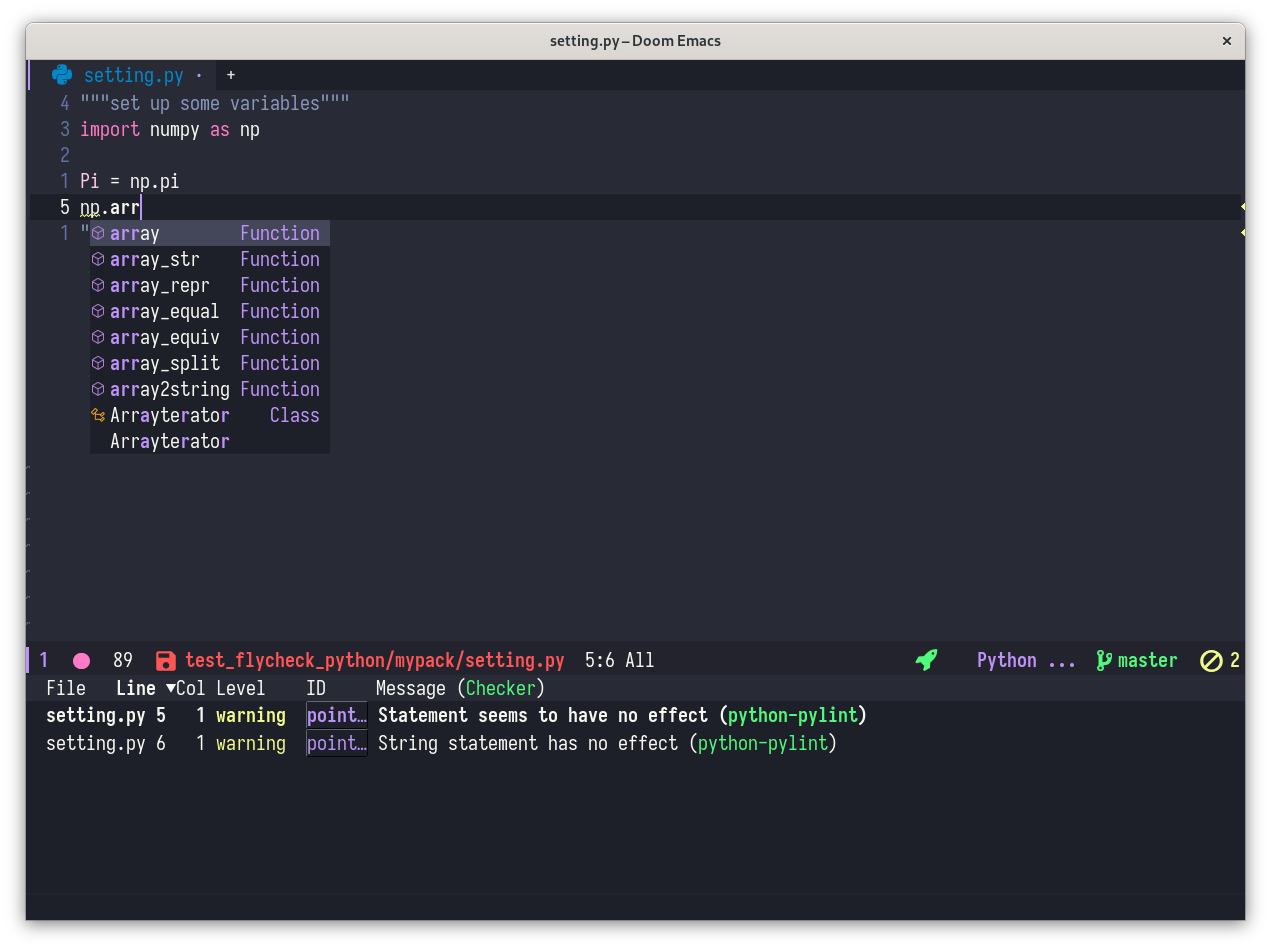 setting.py – Doom Emacs ×
setting.py • +
4 """set up some variables"""
3 import numpy as np
2
1 Pi = np.pi
5 np.arr
1 "
array Function
array_str Function
array_repr Function
array_equal Function
array_equiv Function
array_split Function
array2string Function
Arrayterator Class
Arrayterator
1 89 test_flycheck_python/mypack/setting.py 5:6 All Python ... master 2
File Line ▼Col Level ID Message (Checker)
setting.py 5 1 warning point… Statement seems to have no effect (python-pylint)
setting.py 6 1 warning point… String statement has no effect (python-pylint)